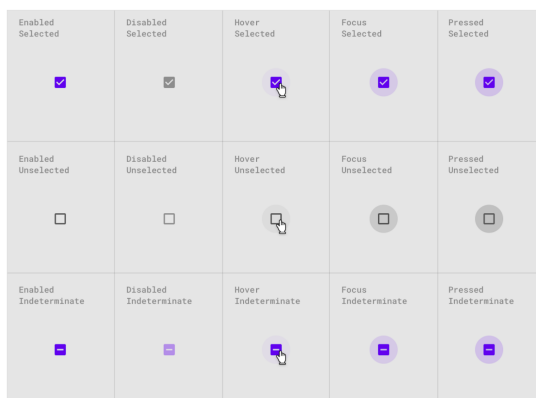 Enabled
Selected
Disabled
Selected
Hover
Selected
Focus
Selected
Pressed
Selected
Enabled
Unselected
Disabled
Unselected
Hover
Unselected
Focus
Unselected
Pressed
Unselected
Enabled
Indeterminate
Disabled
Indeterminate
Hover
Indeterminate
Focus
Indeterminate
Pressed
Indeterminate